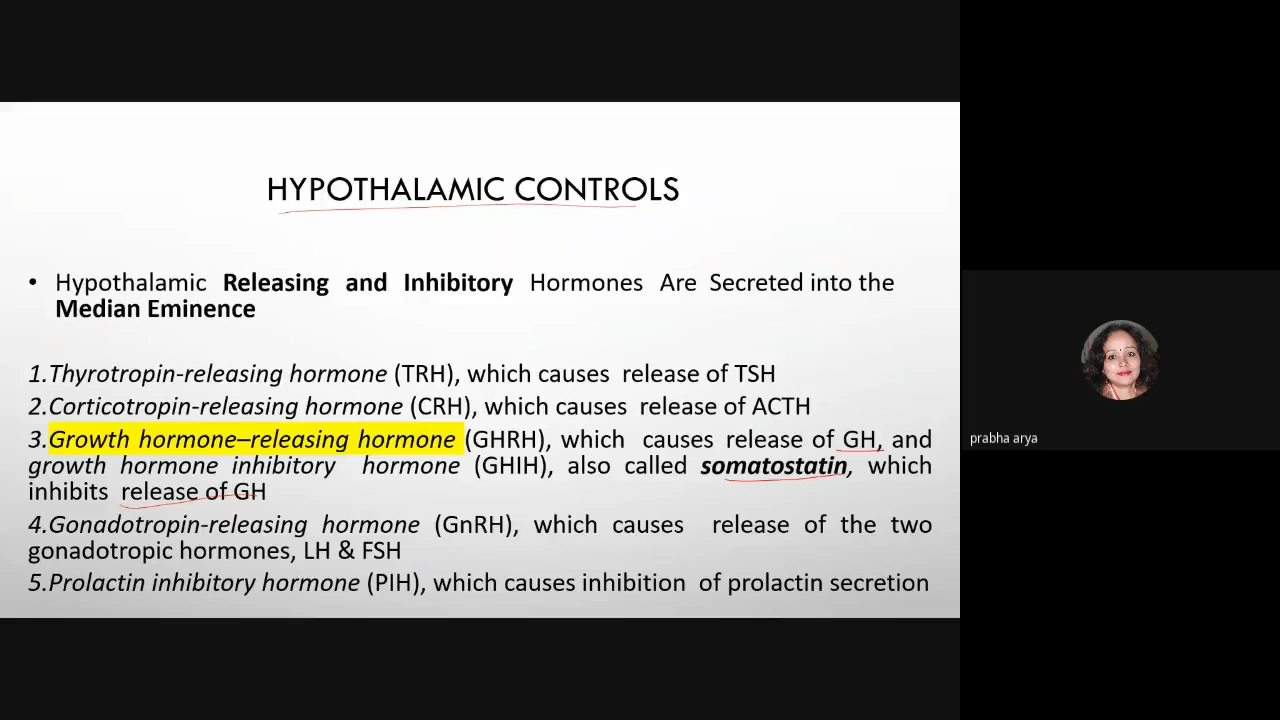 HYPOTHALAMIC CONTROLS
• Hypothalamic Releasing and Inhibitory Hormones Are Secreted into the
Median Eminence
1.Thyrotropin-releasing hormone (TRH), which causes release of TSH
2.Corticotropin-releasing hormone (CRH), which causes release of ACTH
3.Growth hormone–releasing hormone (GHRH), which causes release of GH, and
growth hormone inhibitory hormone (GHIH), also called somatostatin, which
inhibits release of GH
4.Gonadotropin-releasing hormone (GnRH), which causes release of the two
gonadotropic hormones, LH & FSH
5.Prolactin inhibitory hormone (PIH), which causes inhibition of prolactin secretion
prabha arya